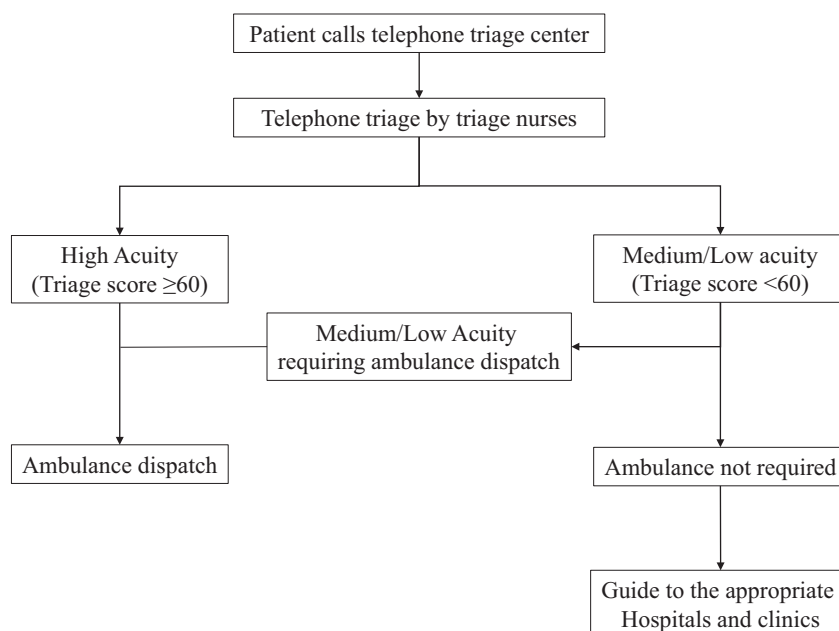 Patient calls telephone triage center
Telephone triage by triage nurses
High Acuity
(Triage score ≥60)
Medium/Low acuity
(Triage score <60)
Medium/Low Acuity
requiring ambulance dispatch
Ambulance dispatch
Ambulance not required
Guide to the appropriate
Hospitals and clinics